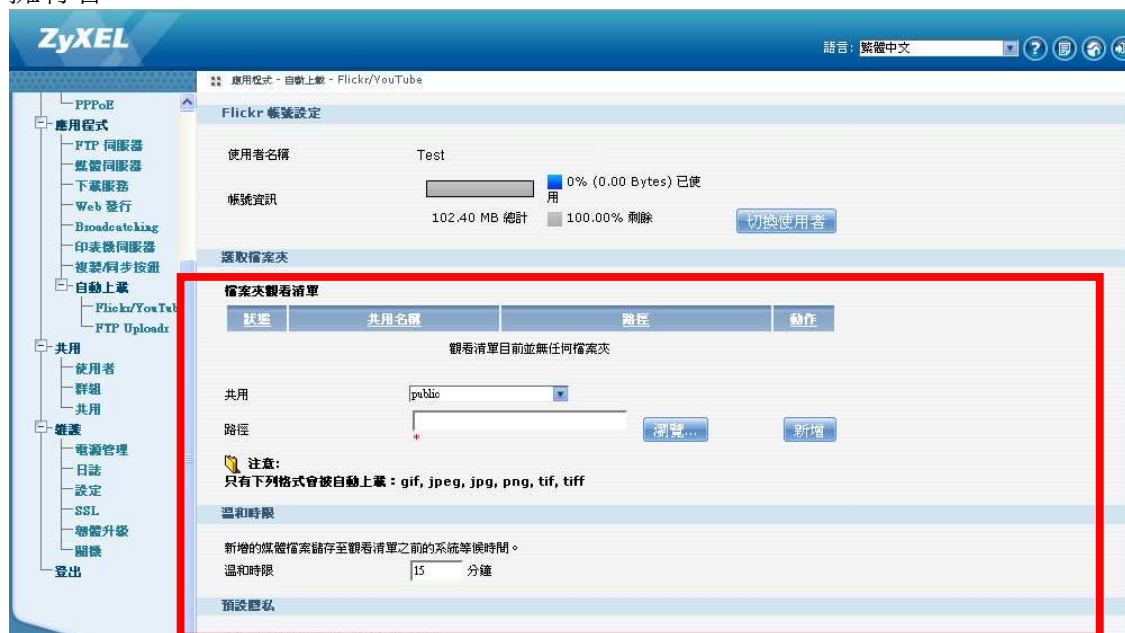 ZyXEL
語言: 繁體中文
應用程式 - 自動上載 - Flickr/YouTube
PPPoE
應用程式
FTP 伺服器
媒體伺服器
下載服務
Web 發行
Broadcatching
印表機伺服器
複製/同步按鈕
自動上載
Flickr/YouTub
FTP Uploadr
共用
使用者
群組
共用
維護
電源管理
日誌
設定
SSL
韌體升級
關機
登出
Flickr 帳號設定
使用者名稱 Test
帳號資訊 0% (0.00 Bytes) 已使
用
102.40 MB 總計 100.00% 剩餘 切換使用者
選取檔案夾
檔案夾觀看清單
狀態 共用名稱 路徑 動作
觀看清單目前並無任何檔案夾
共用 public
路徑 * 瀏覽... 新增
注意:
只有下列格式會被自動上載：gif, jpeg, jpg, png, tif, tiff
溫和時限
新增的媒體檔案儲存至觀看清單之前的系統等候時間。
溫和時限 15 分鐘
預設隱私